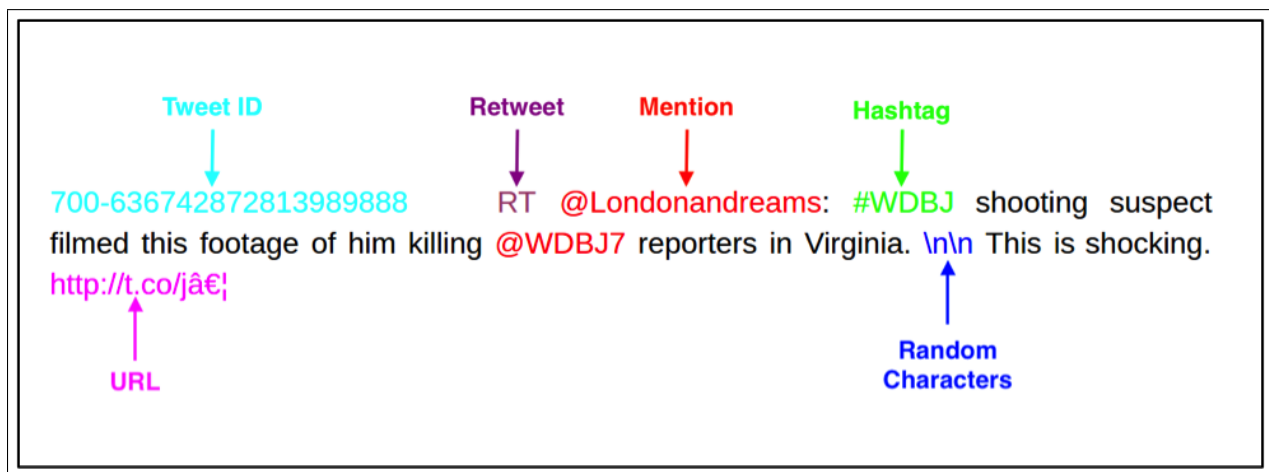 Tweet ID Retweet Mention Hashtag
700-636742872813989888 RT @Londonandreams: #WDBJ shooting suspect
filmed this footage of him killing @WDBJ7 reporters in Virginia. \n\n This is shocking.
http://t.co/jâ€¦
URL
Random
Characters